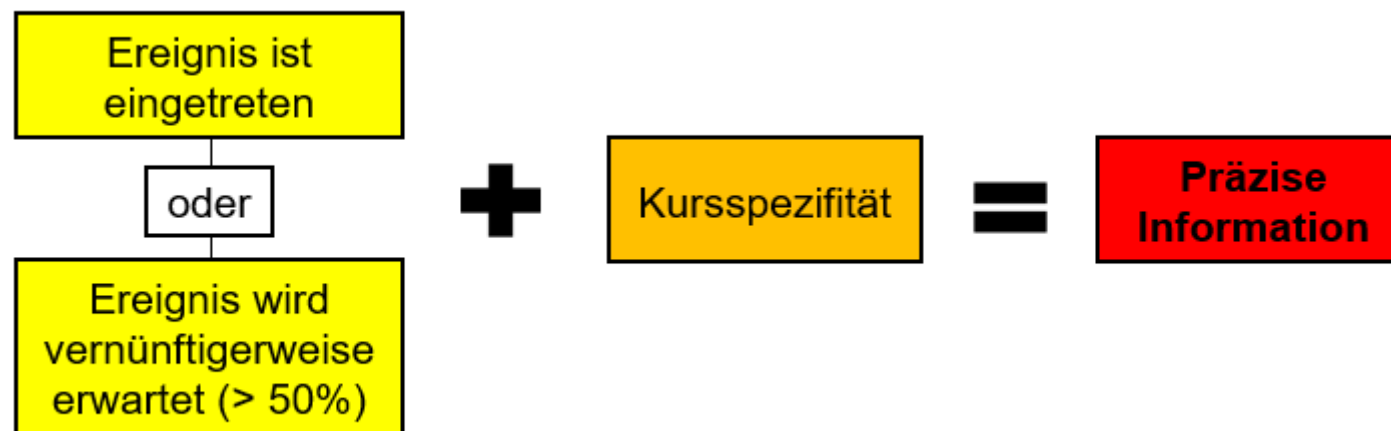 Ereignis ist
eingetreten
oder
Ereignis wird
vernünftigerweise
erwartet (> 50%)
Kursspezifität
Präzise
Information